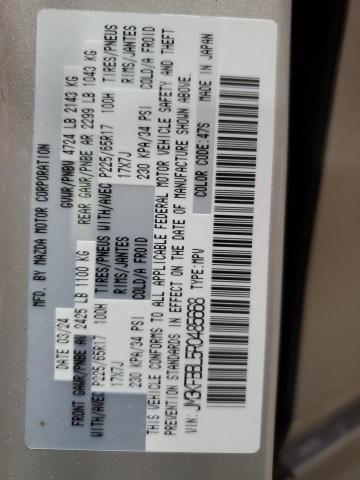 MFD. BY MAZDA MOTOR CORPORATION
DATE 03/24 GVWR/PNBV 4724 LB 2143 KG
FRONT GAWR/PNBE AV 2425 LB 1100 KG REAR GAWR/PNBE AR 2299 LB 1043 KG
WITH/AVEC P225/65R17 100H TIRES/PNEUS WITH/AVEC P225/65R17 100H TIRES/PNEUS
17X7J RIMS/JANTES 17X7J RIMS/JANTES
230 KPA/34 PSI COLD/A FROID 230 KPA/34 PSI COLD/A FROID
THIS VEHICLE CONFORMS TO ALL APPLICABLE FEDERAL MOTOR VEHICLE SAFETY AND THEFT
PREVENTION STANDARDS IN EFFECT ON THE DATE OF MANUFACTURE SHOWN ABOVE.
VIN: JM3KFBBL5R0486668 TYPE: MPV COLOR: 47S MADE IN JAPAN